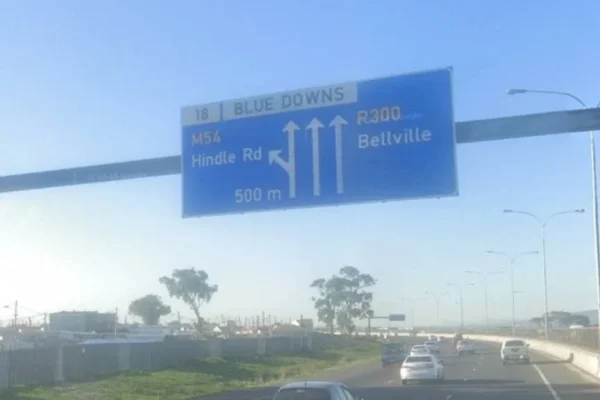 18 BLUE DOWNS
M54
Hindle Rd
500 m
R300
Bellville